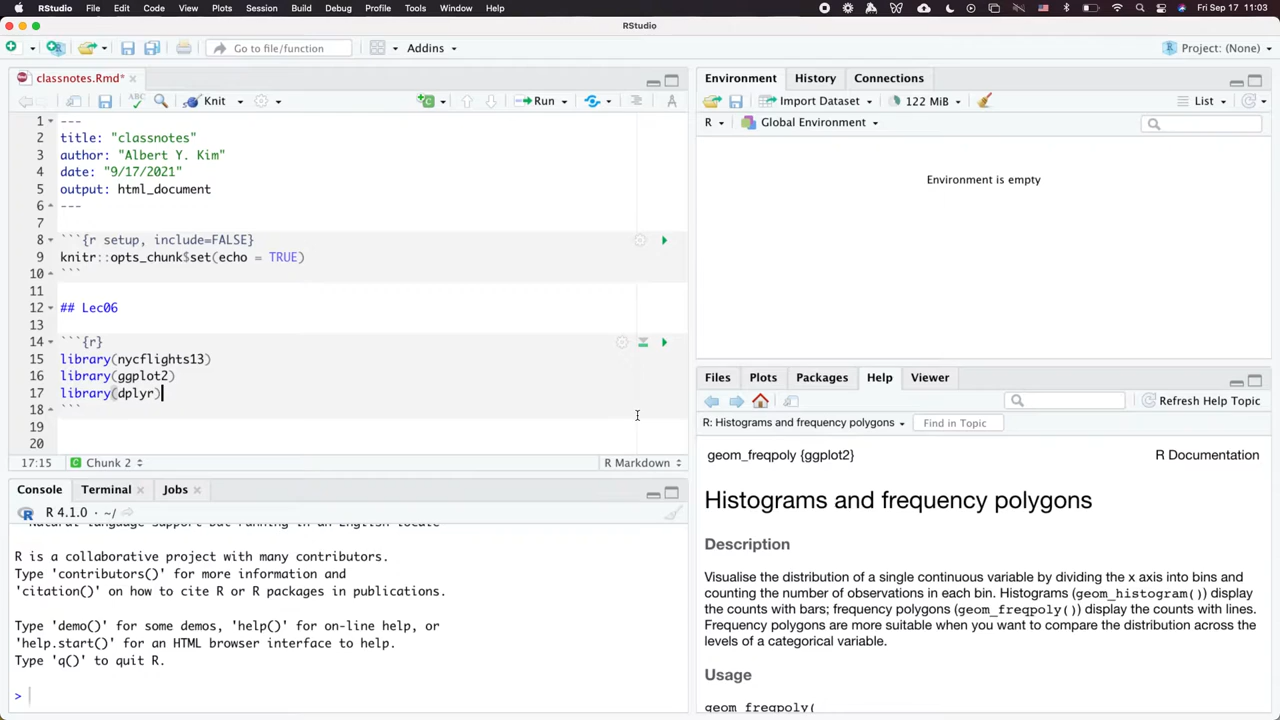 RStudio File Edit Code View Plots Session Build Debug Profile Tools Window Help Fri Sep 17 11:03
RStudio
Go to file/function Addins Project: (None)
classnotes.Rmd*
Knit Run
1 ---
2 title: "classnotes"
3 author: "Albert Y. Kim"
4 date: "9/17/2021"
5 output: html_document
6 ---
7
8 ```{r setup, include=FALSE}
9 knitr::opts_chunk$set(echo = TRUE)
10 ```
11
12 ## Lec06
13
14 ```{r}
15 library(nycflights13)
16 library(ggplot2)
17 library(dplyr)
18 ```
19
20
17:15 Chunk 2 R Markdown
Console Terminal Jobs
R 4.1.0 · ~/
Natural language support but running in an English locale
R is a collaborative project with many contributors.
Type 'contributors()' for more information and
'citation()' on how to cite R or R packages in publications.
Type 'demo()' for some demos, 'help()' for on-line help, or
'help.start()' for an HTML browser interface to help.
Type 'q()' to quit R.
>
Environment History Connections
Import Dataset 122 MiB List
R Global Environment
Environment is empty
Files Plots Packages Help Viewer
Refresh Help Topic
R: Histograms and frequency polygons Find in Topic
geom_freqpoly {ggplot2} R Documentation
Histograms and frequency polygons
Description
Visualise the distribution of a single continuous variable by dividing the x axis into bins and
counting the number of observations in each bin. Histograms (geom_histogram()) display
the counts with bars; frequency polygons (geom_freqpoly()) display the counts with lines.
Frequency polygons are more suitable when you want to compare the distribution across the
levels of a categorical variable.
Usage
geom_freqpoly(